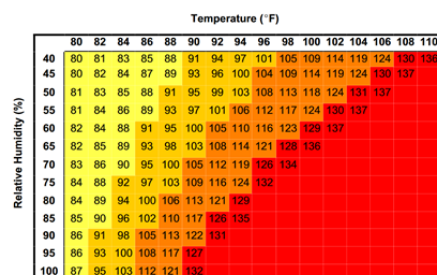 Temperature (°F)
80 82 84 86 88 90 92 94 96 98 100 102 104 106 108 110
40 80 81 83 85 88 91 94 97 101 105 109 114 119 124 130 136
45 80 82 84 87 89 93 96 100 104 109 114 119 124 130 137
50 81 83 85 88 91 95 99 103 108 113 118 124 131 137
55 81 84 86 89 93 97 101 106 112 117 124 130 137
60 82 84 88 91 95 100 105 110 116 123 129 137
65 82 85 89 93 98 103 108 114 121 128 136
70 83 86 90 95 100 105 112 119 126 134
75 84 88 92 97 103 109 116 124 132
80 84 89 94 100 106 113 121 129
85 85 90 96 102 110 117 126 135
90 86 91 98 105 113 122 131
95 86 93 100 108 117 127
100 87 95 103 112 121 132
Relative Humidity (%)